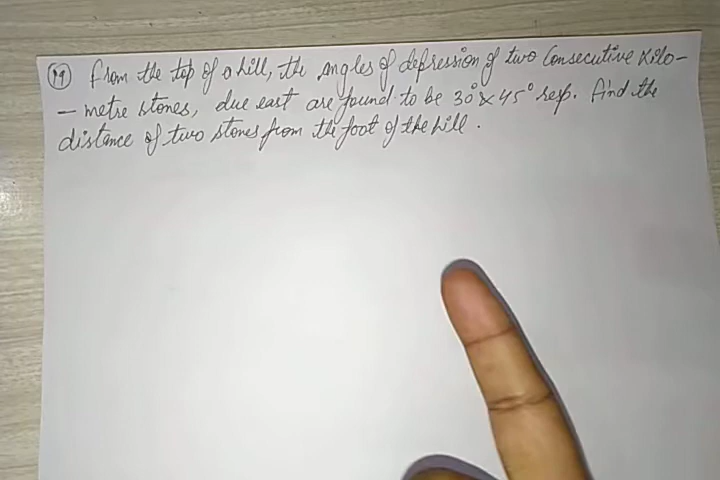 (19) From the top of a hill, the angles of depression of two Consecutive Kilo-
- metre stones, due east are found to be 30° & 45° resp. Find the
distance of two stones from the foot of the hill.